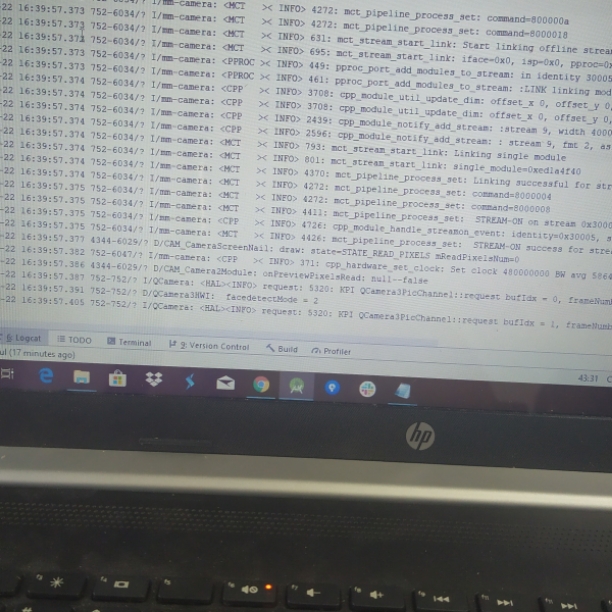 -22 16:39:57.373 752-6034/? I/mm-camera: <MCT >< INFO> 4272: mct_pipeline_process_set: command=800000a
-22 16:39:57.373 752-6034/? I/mm-camera: <MCT >< INFO> 4272: mct_pipeline_process_set: command=8000018
-22 16:39:57.373 752-6034/? I/mm-camera: <MCT >< INFO> 631: mct_stream_start_link: Start linking offline
-22 16:39:57.373 752-6034/? I/mm-camera: <MCT >< INFO> 695: mct_stream_start_link: iface=0x0, isp=0x0,
-22 16:39:57.374 752-6034/? I/mm-camera: <PPROC >< INFO> 449: pproc_port_add_modules_to_stream: in identity
-22 16:39:57.374 752-6034/? I/mm-camera: <PPROC >< INFO> 461: pproc_port_add_modules_to_stream: :LINK linking
-22 16:39:57.374 752-6034/? I/mm-camera: <CPP >< INFO> 3708: cpp_module_util_update_dim: offset_x 0, offset_y 0
-22 16:39:57.374 752-6034/? I/mm-camera: <CPP >< INFO> 3708: cpp_module_util_update_dim: offset_x 0, offset_y 0,
-22 16:39:57.374 752-6034/? I/mm-camera: <CPP >< INFO> 2439: cpp_module_notify_add_stream: :stream 9, width
-22 16:39:57.374 752-6034/? I/mm-camera: <CPP >< INFO> 2596: cpp_module_notify_add_stream: : stream 9, fmt 2,
-22 16:39:57.374 752-6034/? I/mm-camera: <MCT >< INFO> 793: mct_stream_start_link: Linking single module
-22 16:39:57.374 752-6034/? I/mm-camera: <MCT >< INFO> 801: mct_stream_start_link: single_module=0xed1a4f40
-22 16:39:57.375 752-6034/? I/mm-camera: <MCT >< INFO> 4370: mct_pipeline_process_set: Linking successful for
-22 16:39:57.375 752-6034/? I/mm-camera: <MCT >< INFO> 4272: mct_pipeline_process_set: command=8000004
-22 16:39:57.375 752-6034/? I/mm-camera: <MCT >< INFO> 4272: mct_pipeline_process_set: command=8000008
-22 16:39:57.375 752-6034/? I/mm-camera: <MCT >< INFO> 4411: mct_pipeline_process_set: STREAM-ON on stream
-22 16:39:57.375 752-6034/? I/mm-camera: <CPP >< INFO> 4726: cpp_module_handle_streamon_event: identity=0x30005,
-22 16:39:57.375 752-6034/? I/mm-camera: <MCT >< INFO> 4426: mct_pipeline_process_set: STREAM-ON success for
-22 16:39:57.377 4344-6029/? D/CAM_CameraScreenNail: draw: state=STATE_READ_PIXELS mReadPixelsNum=0
-22 16:39:57.382 752-6047/? I/mm-camera: <CPP >< INFO> 371: cpp_hardware_set_clock: Set clock 480000000 BW avg
-22 16:39:57.386 4344-6029/? D/CAM_Camera2Module: onPreviewPixelsRead: null--false
-22 16:39:57.387 752-752/? I/QCamera: <HAL><INFO> request: 5320: KPI QCamera3PicChannel::request bufIdx = 0,
-22 16:39:57.391 752-752/? D/QCamera3HWI: facedetectMode = 2
-22 16:39:57.405 752-752/? I/QCamera: <HAL><INFO> request: 5320: KPI QCamera3PicChannel::request bufIdx = 1,
6: Logcat TODO Terminal 9: Version Control Build Profiler
(17 minutes ago) 43:31
hp